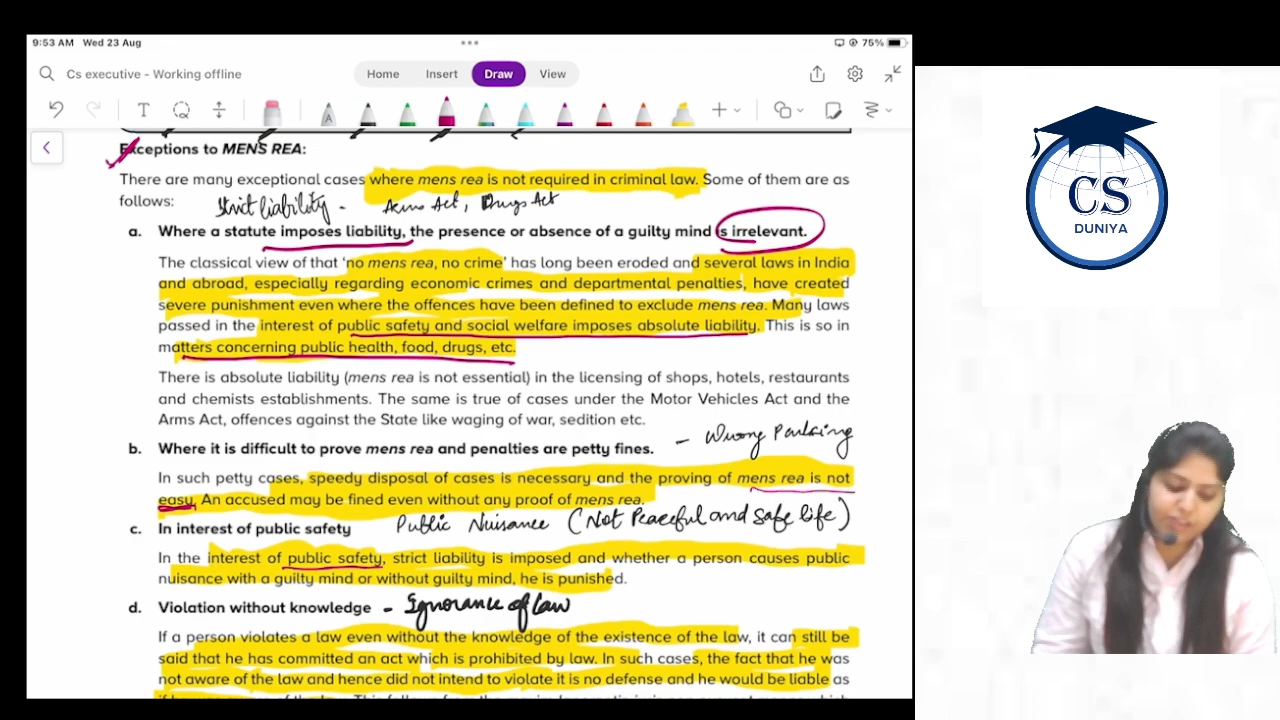 9:53 AM Wed 23 Aug
75%
Cs executive - Working offline
Home Insert Draw View
Exceptions to MENS REA:
There are many exceptional cases where mens rea is not required in criminal law. Some of them are as
follows: Strict liability - Arms Act, Drugs Act
a. Where a statute imposes liability, the presence or absence of a guilty mind is irrelevant.
The classical view of that 'no mens rea, no crime' has long been eroded and several laws in India
and abroad, especially regarding economic crimes and departmental penalties, have created
severe punishment even where the offences have been defined to exclude mens rea. Many laws
passed in the interest of public safety and social welfare imposes absolute liability. This is so in
matters concerning public health, food, drugs, etc.
There is absolute liability (mens rea is not essential) in the licensing of shops, hotels, restaurants
and chemists establishments. The same is true of cases under the Motor Vehicles Act and the
Arms Act, offences against the State like waging of war, sedition etc.
b. Where it is difficult to prove mens rea and penalties are petty fines. - Wrong Parking
In such petty cases, speedy disposal of cases is necessary and the proving of mens rea is not
easy. An accused may be fined even without any proof of mens rea.
c. In interest of public safety Public Nuisance (Not Peaceful and Safe life)
In the interest of public safety, strict liability is imposed and whether a person causes public
nuisance with a guilty mind or without guilty mind, he is punished.
d. Violation without knowledge - Ignorance of law
If a person violates a law even without the knowledge of the existence of the law, it can still be
said that he has committed an act which is prohibited by law. In such cases, the fact that he was
not aware of the law and hence did not intend to violate it is no defense and he would be liable as
CS
DUNIYA